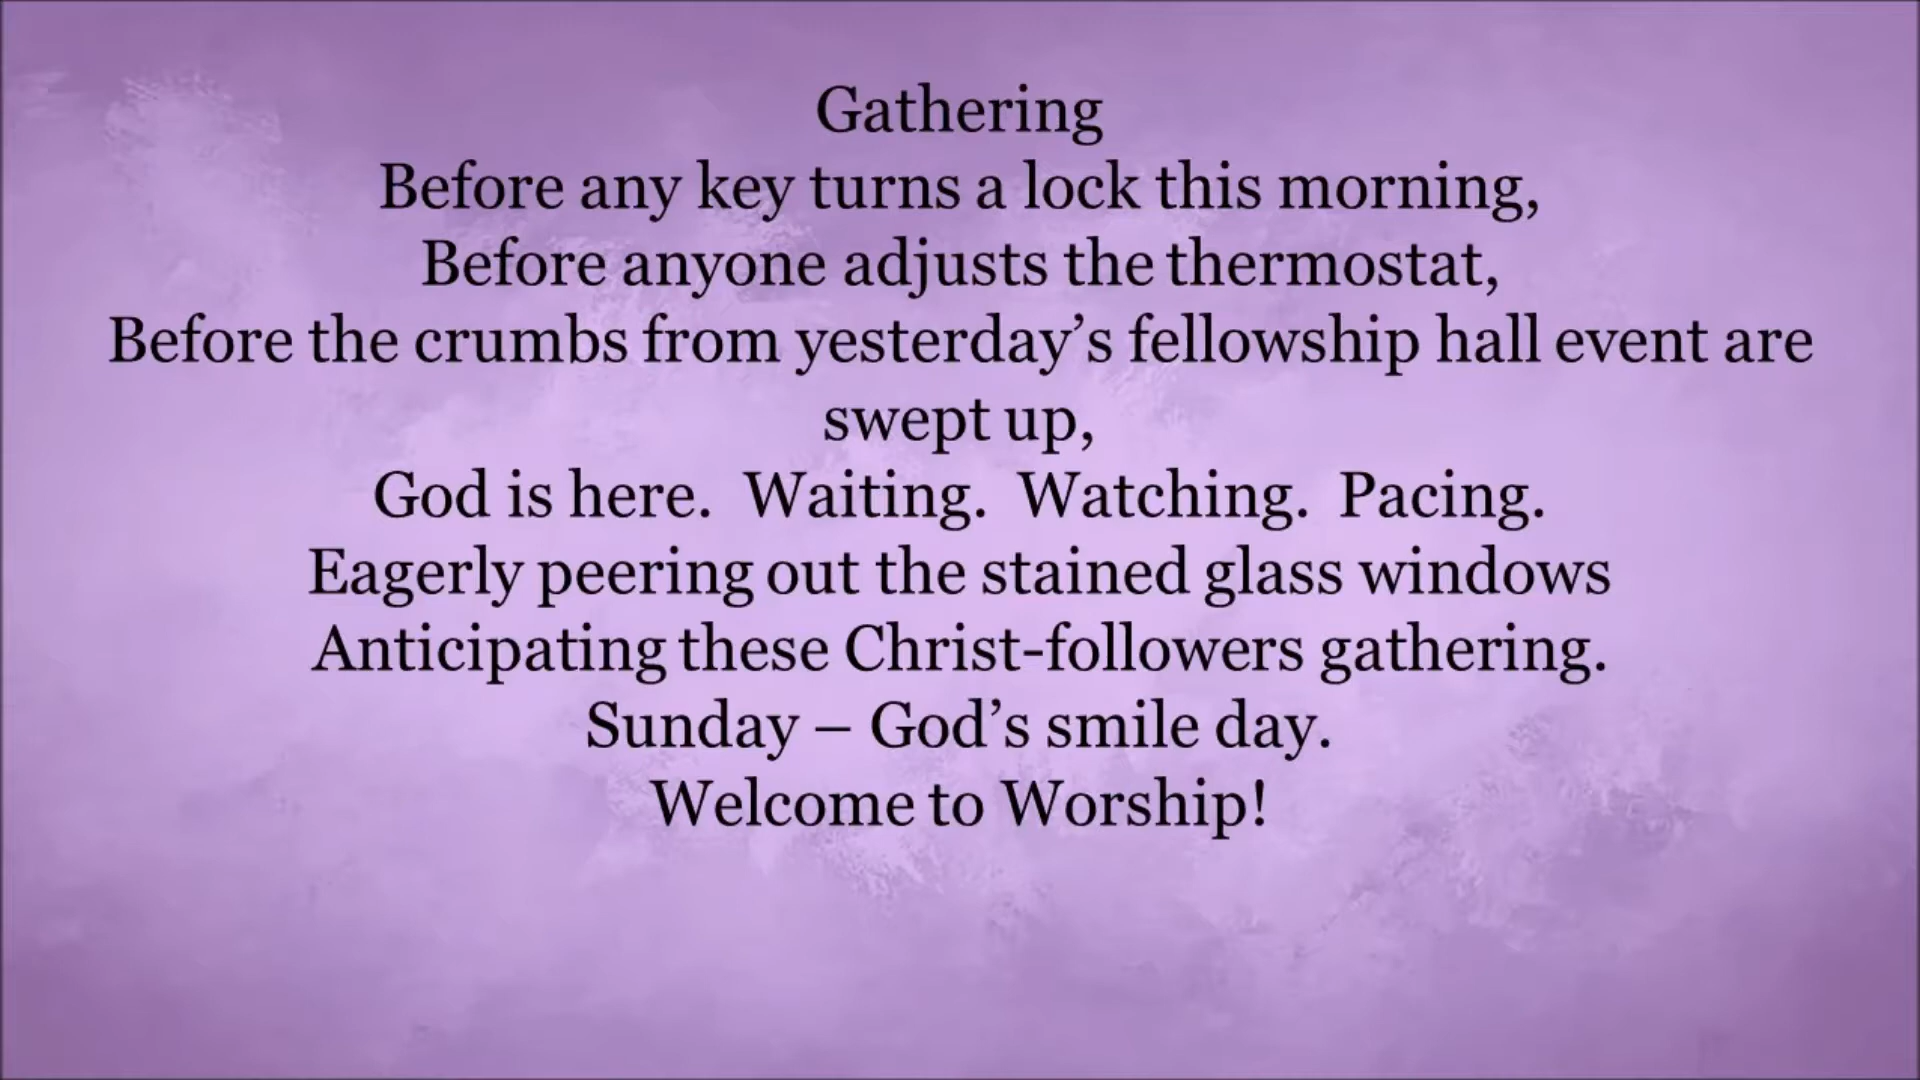 Gathering
Before any key turns a lock this morning,
Before anyone adjusts the thermostat,
Before the crumbs from yesterday’s fellowship hall event are
swept up,
God is here.  Waiting.  Watching.  Pacing.
Eagerly peering out the stained glass windows
Anticipating these Christ-followers gathering.
Sunday – God’s smile day.
Welcome to Worship!